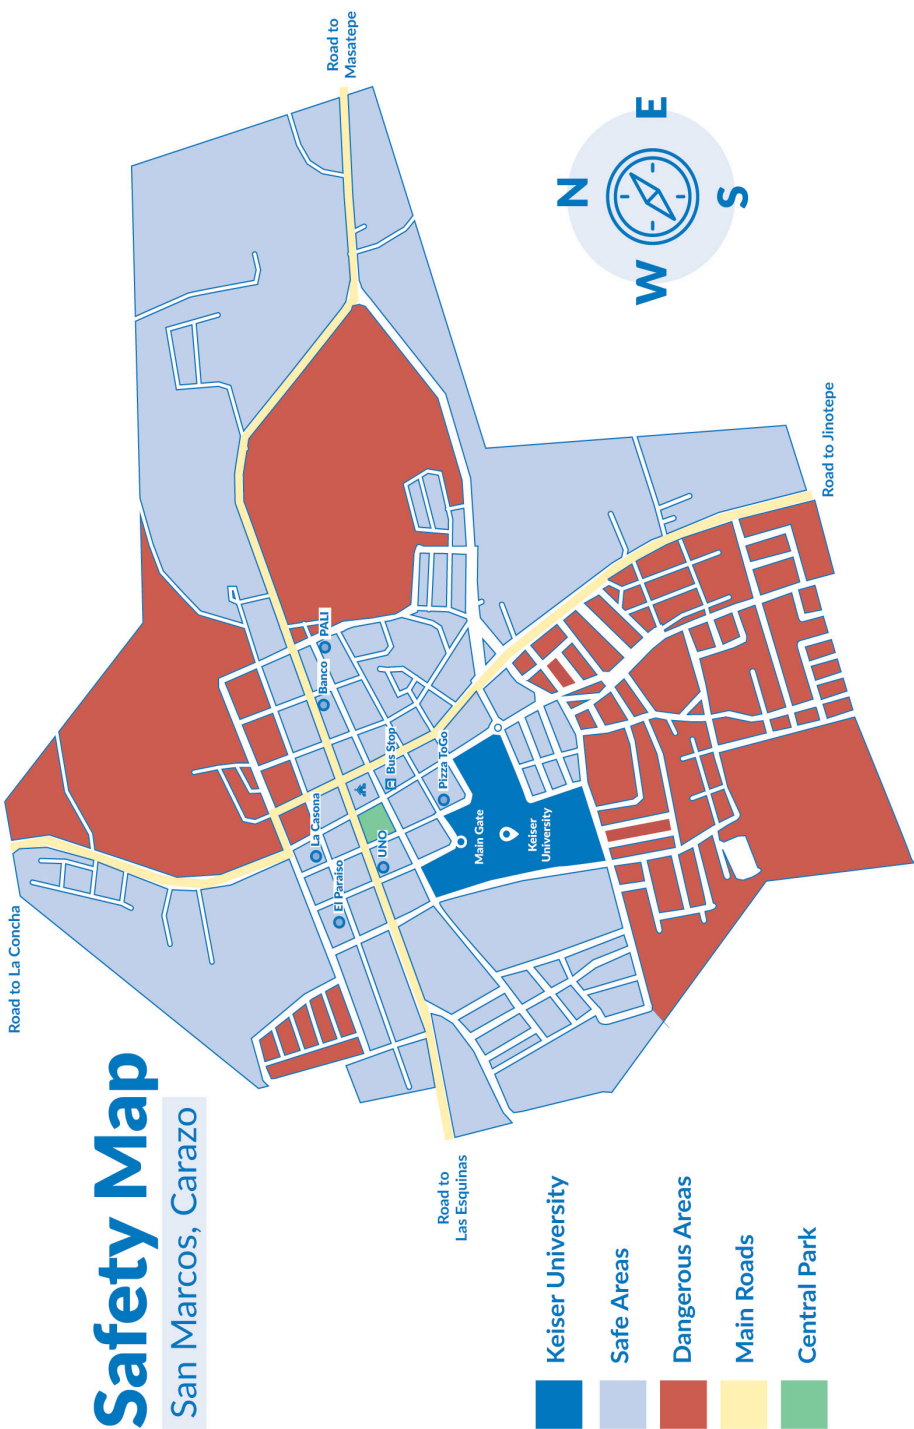 Safety Map
San Marcos, Carazo
Road to La Concha
Road to
Masatepe
Road to
Las Esquinas
Road to Jinotepe
El Paraiso
La Casona
UNO
Banco
PALI
Bus Stop
Pizza ToGo
Main Gate
Keiser
University
N
W
E
S
Keiser University
Safe Areas
Dangerous Areas
Main Roads
Central Park